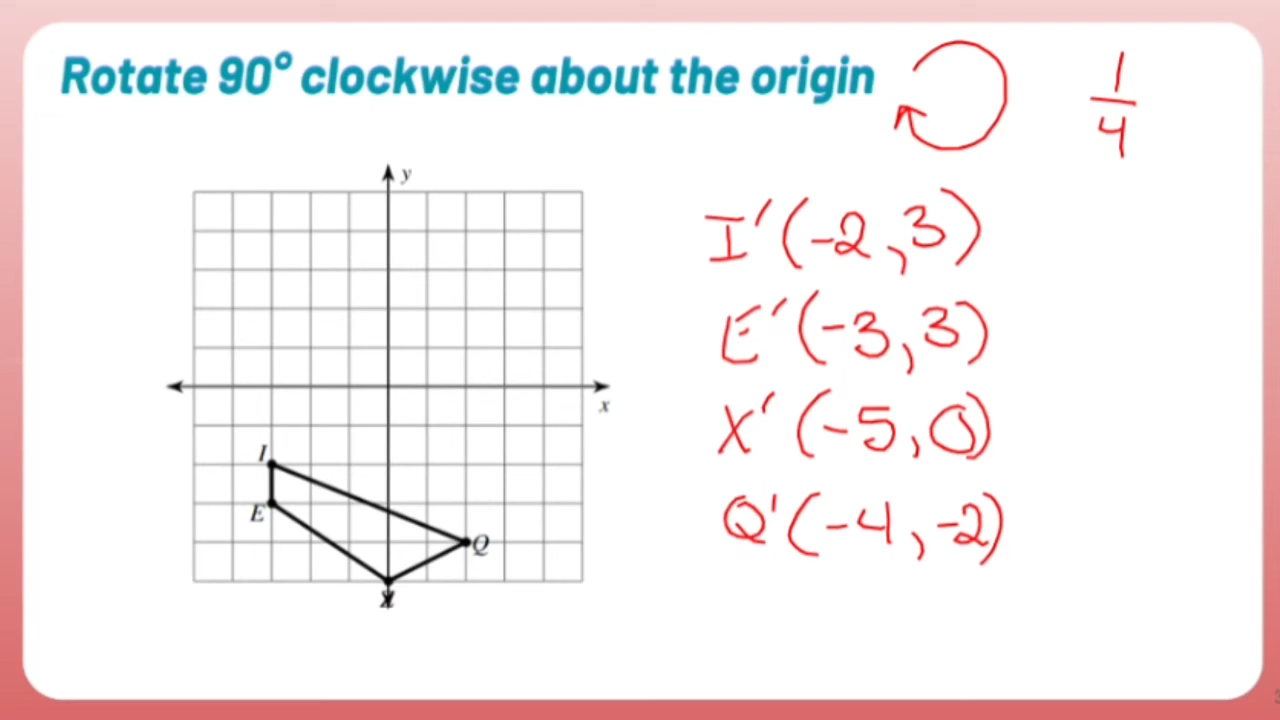 Rotate 90° clockwise about the origin
1/4
y
I'(-2,3)
E'(-3,3)
x
X'(-5,0)
I
E
Q
Q'(-4,-2)
X